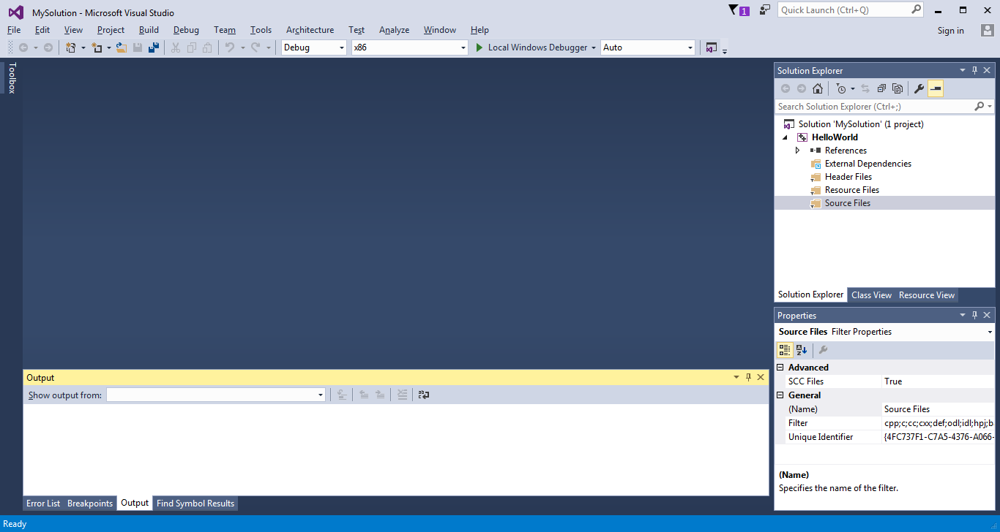 MySolution - Microsoft Visual Studio
1
Quick Launch (Ctrl+Q)
File Edit View Project Build Debug Team Tools Architecture Test Analyze Window Help
Sign in
Debug x86 Local Windows Debugger Auto
Toolbox
Solution Explorer
Search Solution Explorer (Ctrl+;)
Solution 'MySolution' (1 project)
HelloWorld
References
External Dependencies
Header Files
Resource Files
Source Files
Solution Explorer Class View Resource View
Properties
Source Files Filter Properties
Advanced
SCC Files True
General
(Name) Source Files
Filter cpp;c;cc;cxx;def;odl;idl;hpj;b
Unique Identifier {4FC737F1-C7A5-4376-A066-
(Name)
Specifies the name of the filter.
Output
Show output from:
Error List Breakpoints Output Find Symbol Results
Ready